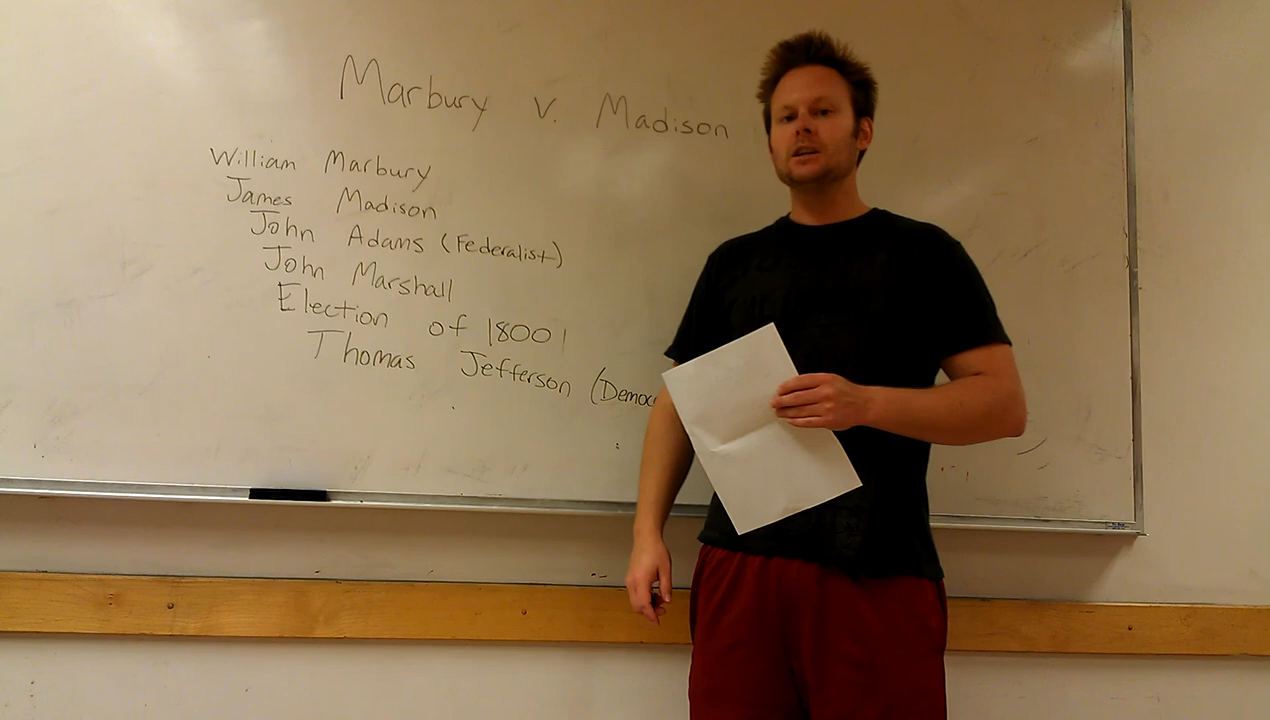 Marbury v. Madison
William Marbury
James Madison
John Adams (Federalist)
John Marshall
Election of 1800
Thomas Jefferson